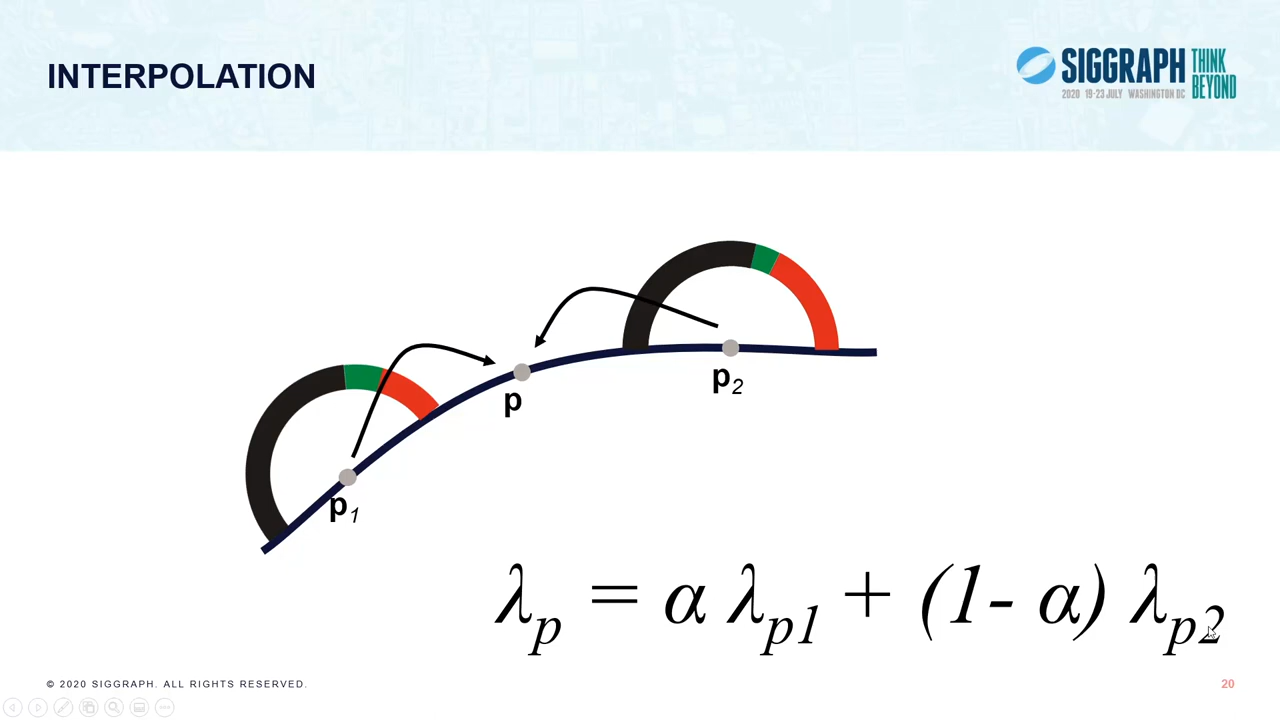 INTERPOLATION
SIGGRAPH THINK BEYOND
2020 19-23 JULY WASHINGTON DC
p
p2
p1
λp = α λp1 + (1- α) λp2
© 2020 SIGGRAPH. ALL RIGHTS RESERVED.
20